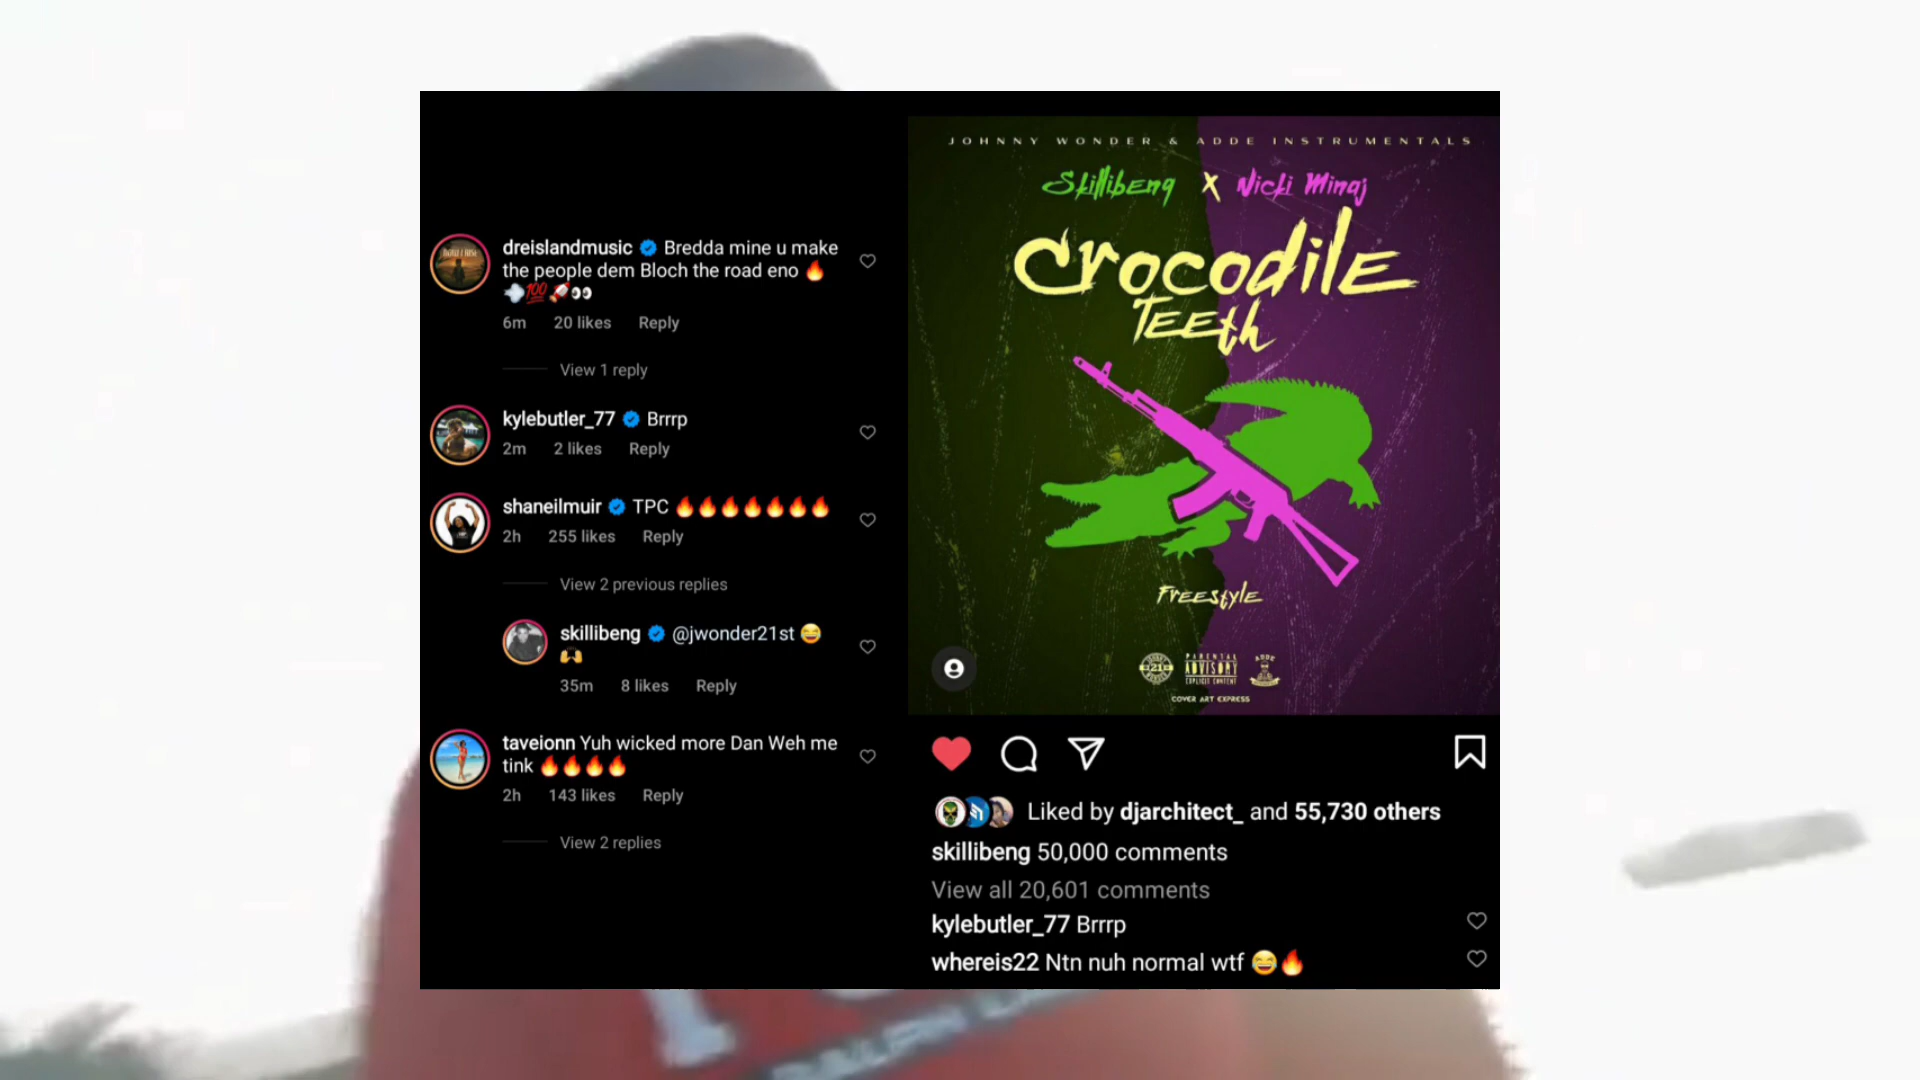 dreislandmusic Bredda mine u make
the people dem Bloch the road eno 🔥
💨💯🚀👀
6m 20 likes Reply
View 1 reply
kylebutler_77 Brrrp
2m 2 likes Reply
shaneilmuir TPC 🔥🔥🔥🔥🔥🔥🔥
2h 255 likes Reply
View 2 previous replies
skillibeng @jwonder21st 😂
🙌
35m 8 likes Reply
taveionn Yuh wicked more Dan Weh me
tink 🔥🔥🔥🔥
2h 143 likes Reply
View 2 replies
JOHNNY WONDER & ADDE INSTRUMENTALS
Skillibeng X Nicki Minaj
Crocodile
Teeth
Freestyle
21
PARENTAL
ADVISORY
EXPLICIT CONTENT
ADDE
COVER ART EXPRESS
Liked by djarchitect_ and 55,730 others
skillibeng 50,000 comments
View all 20,601 comments
kylebutler_77 Brrrp
whereis22 Ntn nuh normal wtf 😂🔥